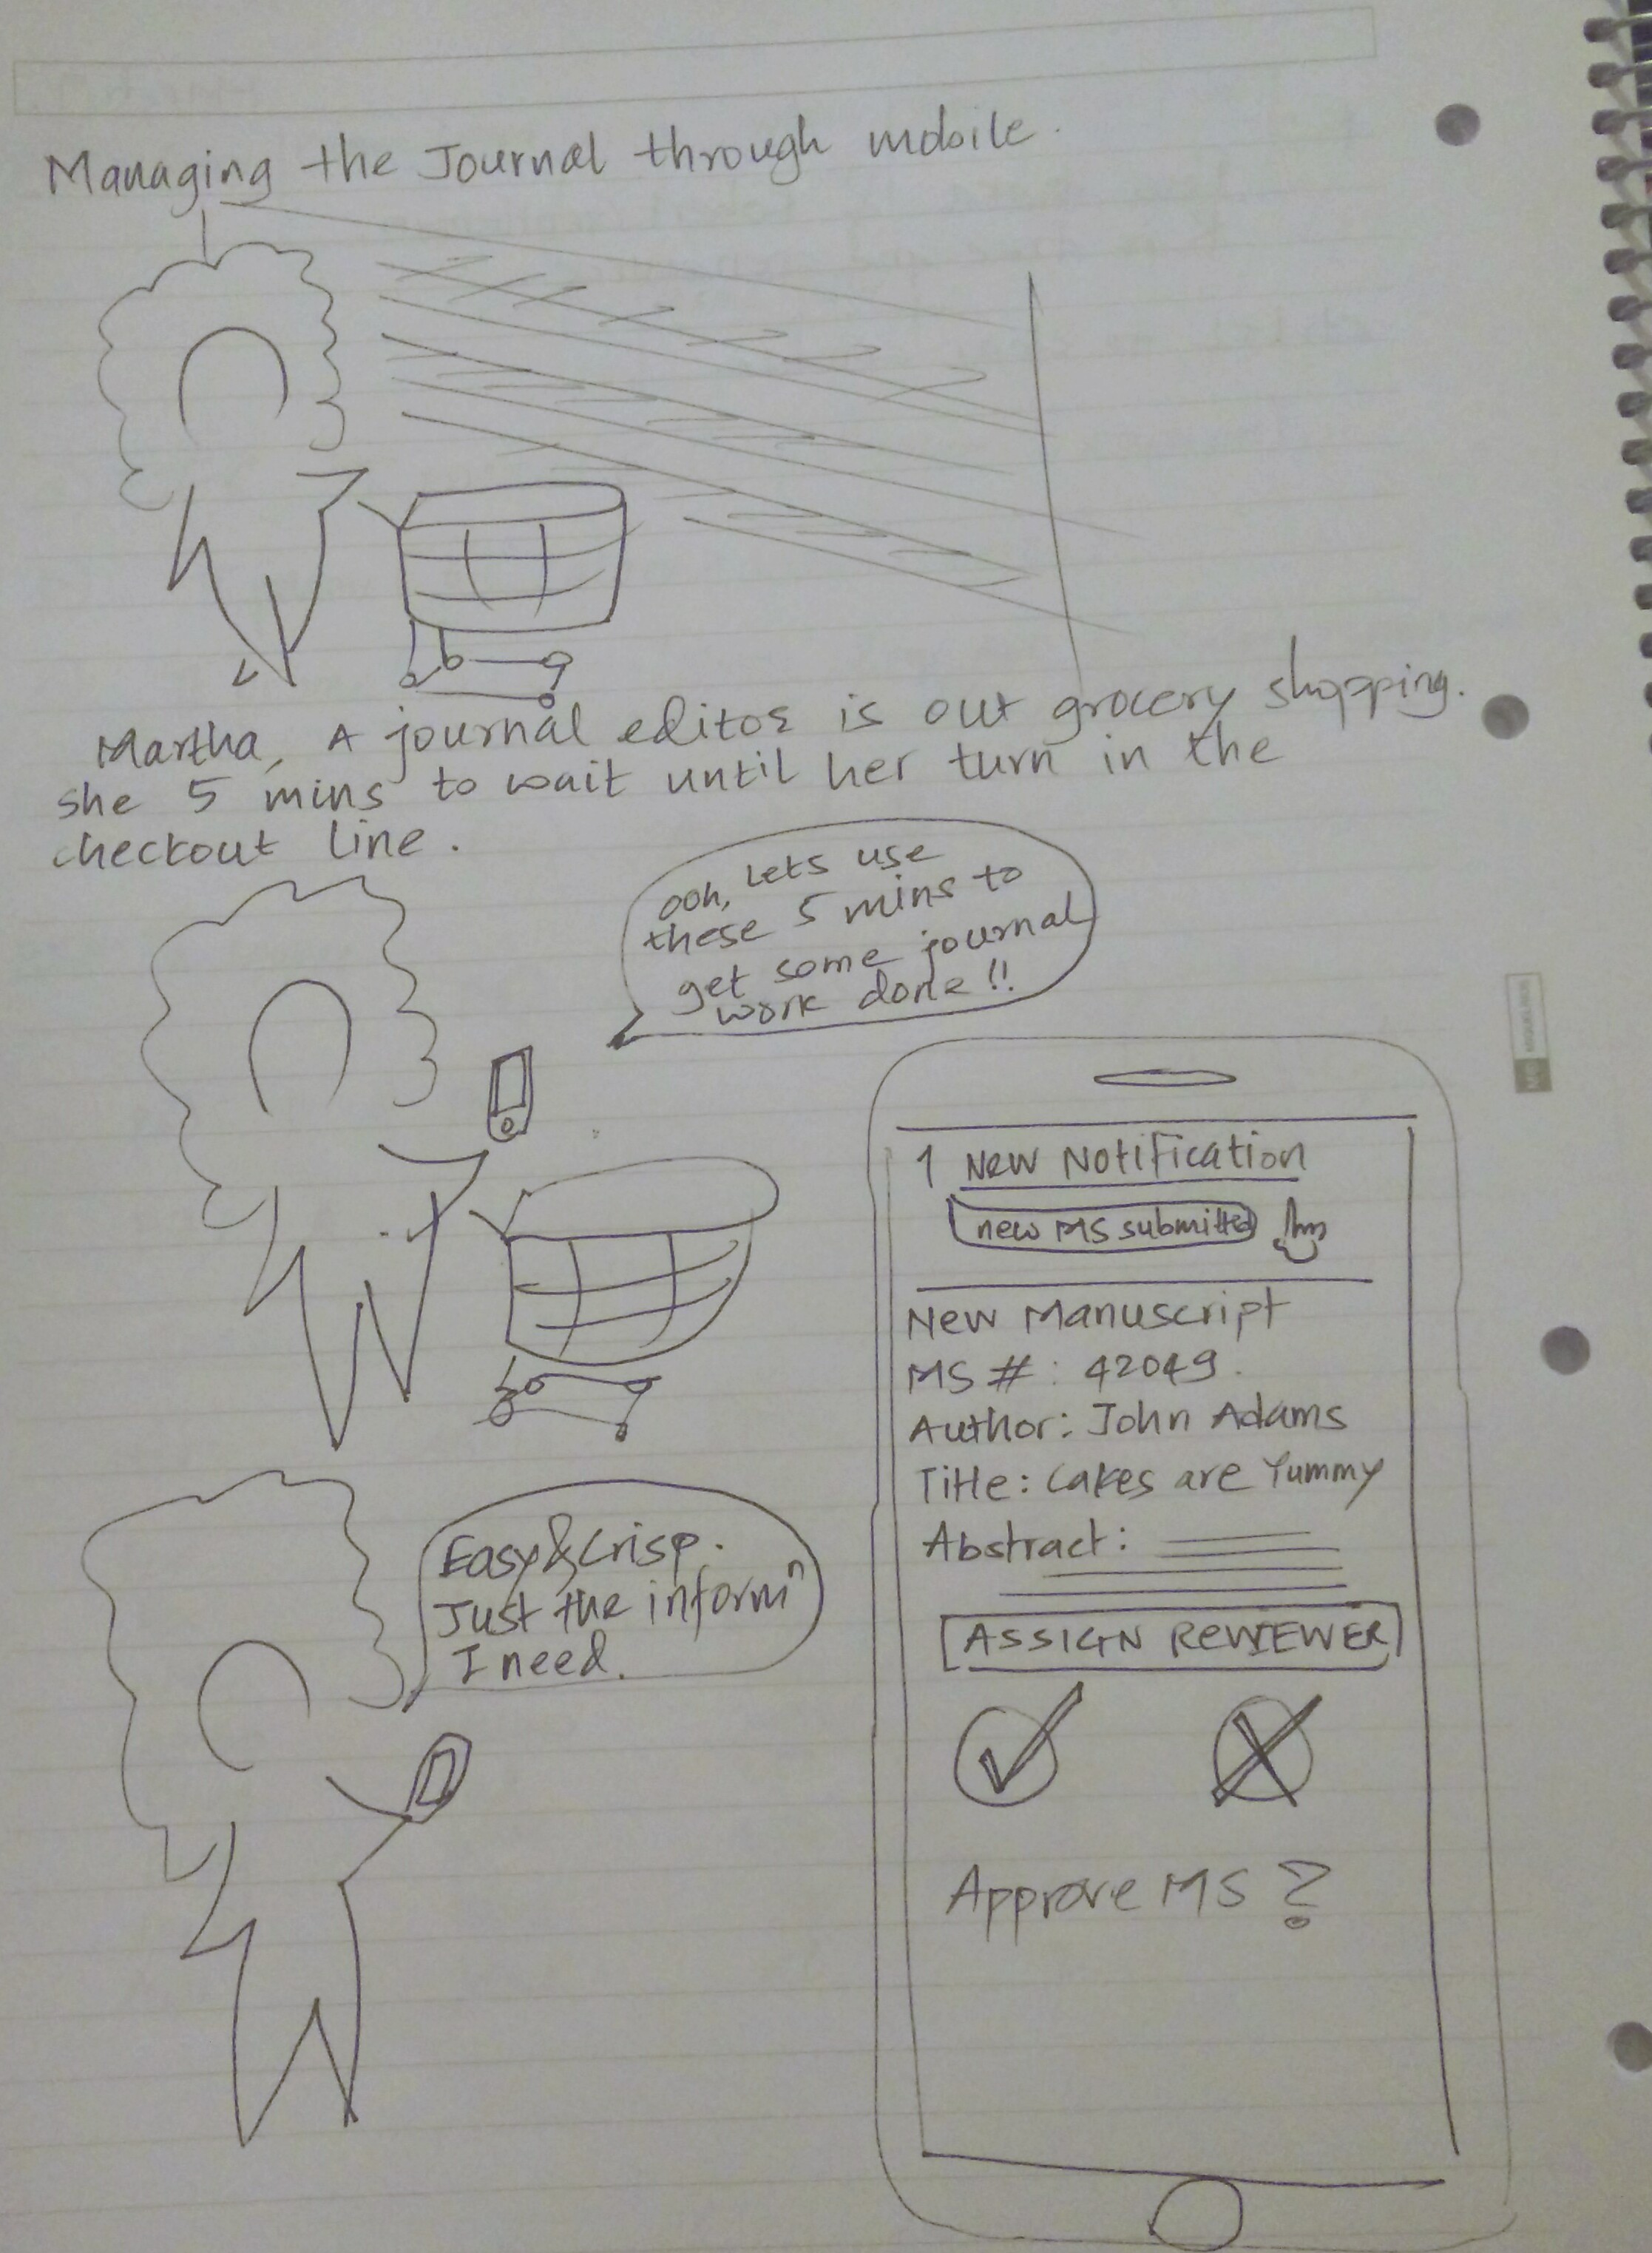 Managing the Journal through mobile.
Martha, A journal editor is out grocery shopping.
she 5 mins to wait until her turn in the
checkout line.
ooh, Lets use
these 5 mins to
get some journal
work done!!
1 New Notification
new MS submitted
New Manuscript
MS #: 42049.
Author: John Adams
Title: Cakes are Yummy
Abstract:
ASSIGN REVIEWER
Approve MS?
Easy & Crisp.
Just the informⁿ
I need.